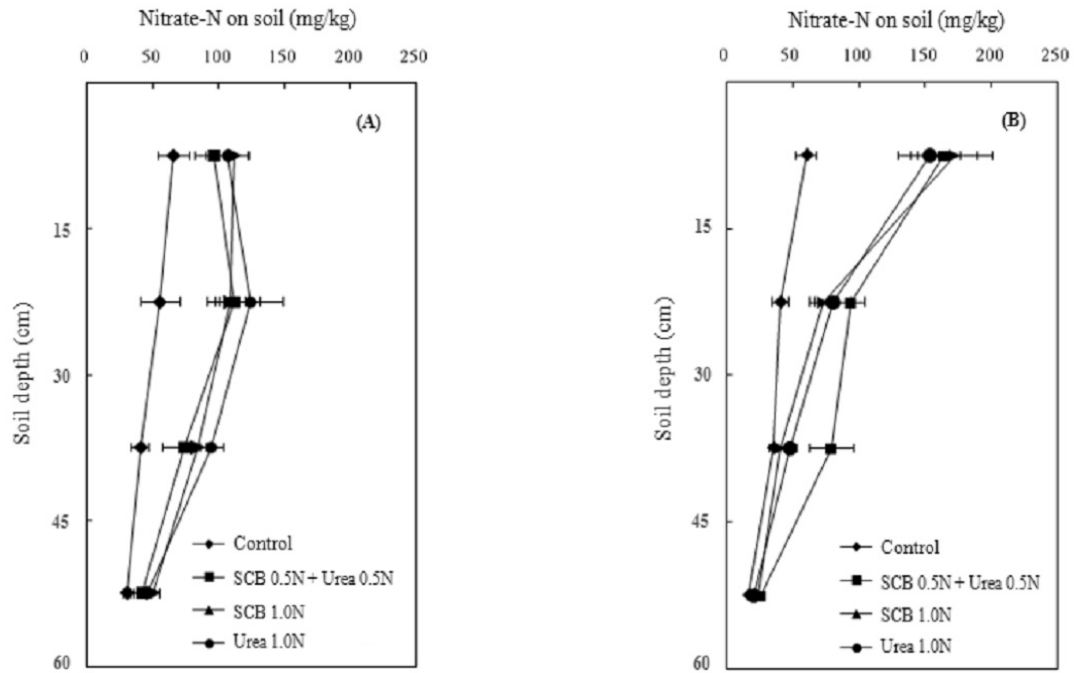 Nitrate-N on soil (mg/kg)
0 50 100 150 200 250
(A)
15
30
45
60
Soil depth (cm)
Control
SCB 0.5N + Urea 0.5N
SCB 1.0N
Urea 1.0N
Nitrate-N on soil (mg/kg)
0 50 100 150 200 250
(B)
15
30
45
60
Soil depth (cm)
Control
SCB 0.5N + Urea 0.5N
SCB 1.0N
Urea 1.0N